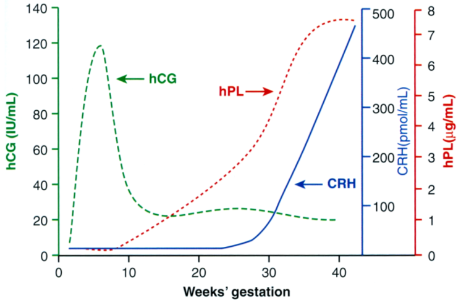 140
120
100
80
60
40
20
0
hCG (IU/mL)
hCG
hPL
CRH
500
400
300
200
100
CRH(pmol/mL)
8
7
6
5
4
3
2
1
0
hPL(μg/mL)
0 10 20 30 40
Weeks' gestation